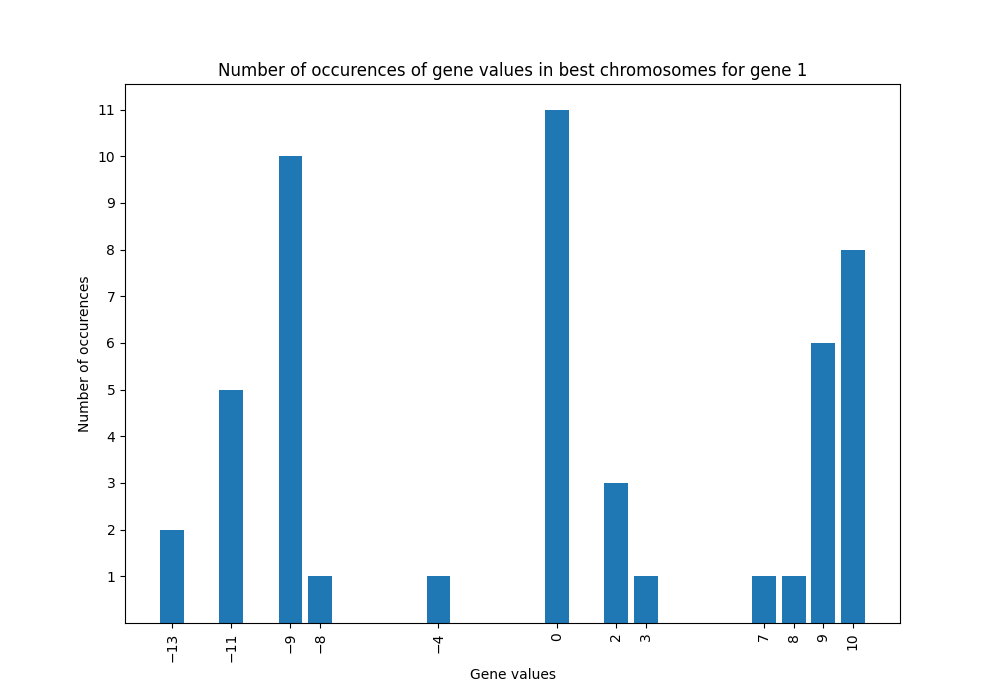 Number of occurences of gene values in best chromosomes for gene 1
11
10
9
8
7
6
5
4
3
2
1
Number of occurences
−13 −11 −9 −8 −4 0 2 3 7 8 9 10
Gene values